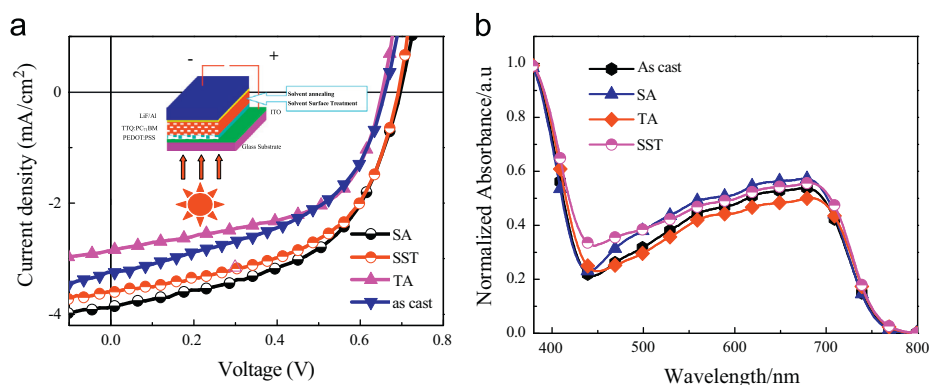 a
Current density (mA/cm²)
0
-2
-4
0.0 0.2 0.4 0.6 0.8
Voltage (V)
- +
Solvent annealing
Solvent Surface Treatment
ITO
LiF/Al
TTQ:PC₇₁BM
PEDOT:PSS
Glass Substrate
SA
SST
TA
as cast
b
Normalized Absorbance/a.u
1.0
0.8
0.6
0.4
0.2
0.0
400 500 600 700 800
Wavelength/nm
As cast
SA
TA
SST